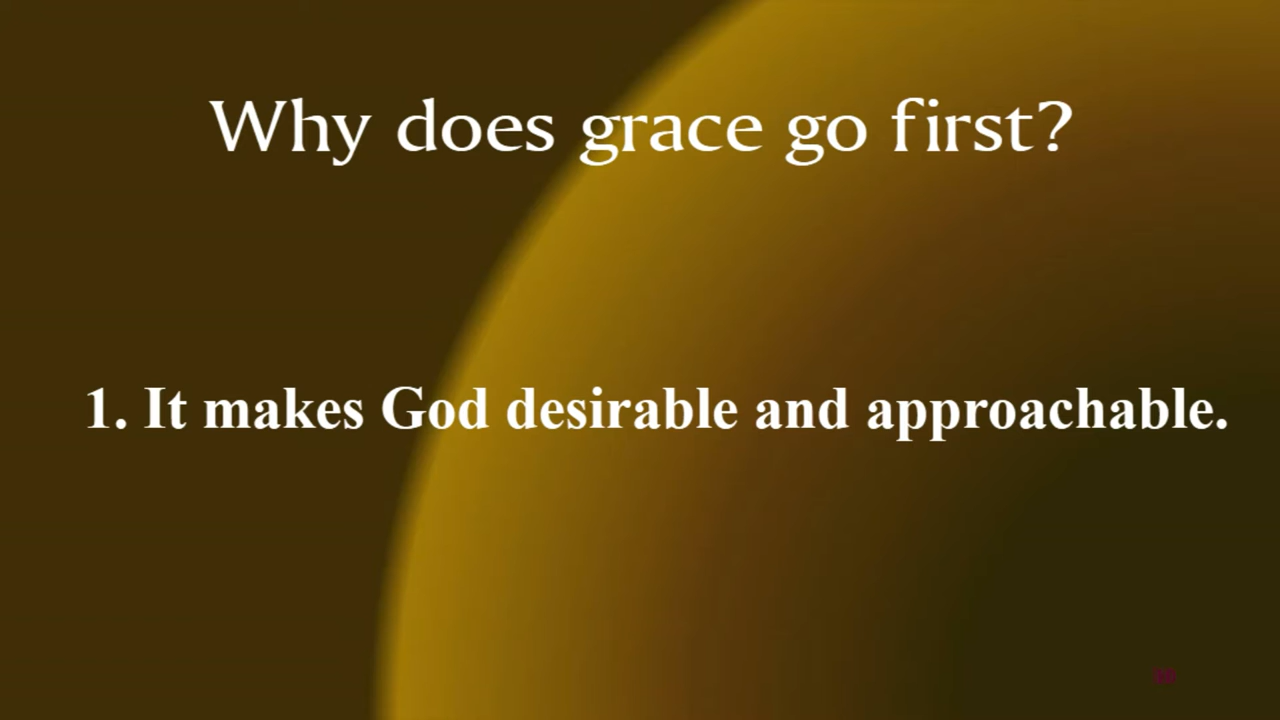 Why does grace go first?
1. It makes God desirable and approachable.